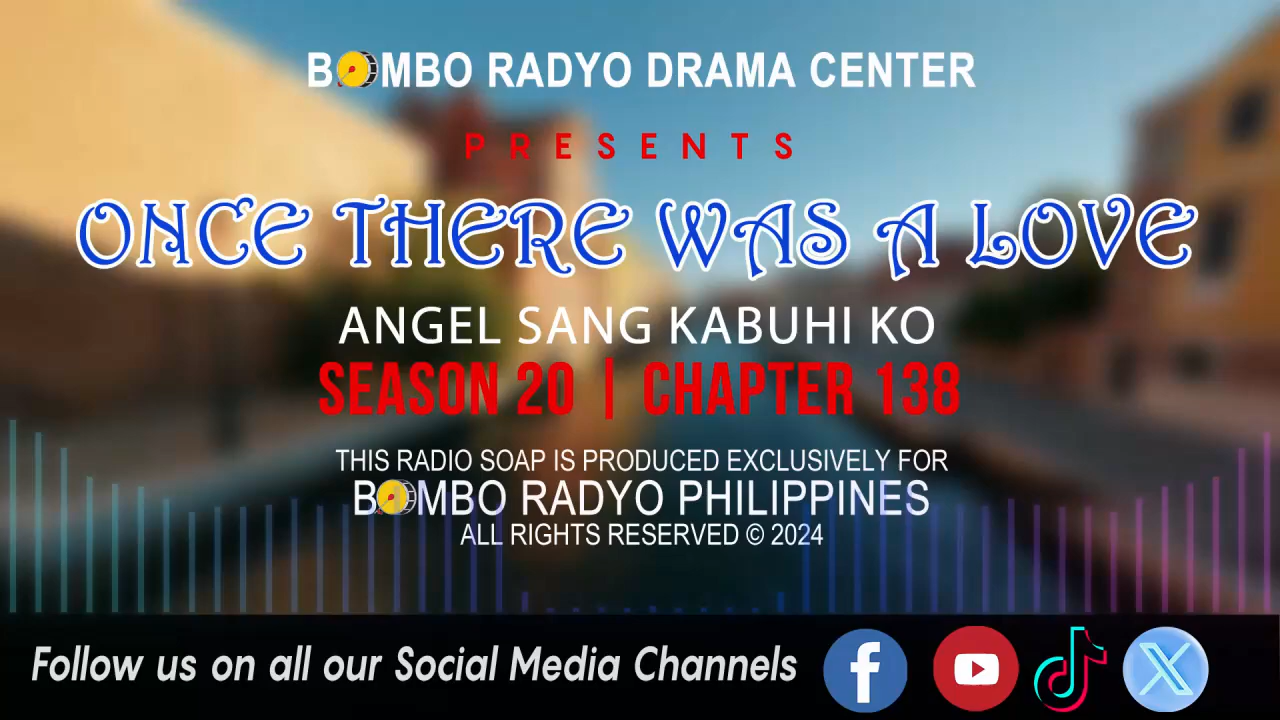 BOMBO RADYO DRAMA CENTER
PRESENTS
ONCE THERE WAS A LOVE
ANGEL SANG KABUHI KO
SEASON 20 | CHAPTER 138
THIS RADIO SOAP IS PRODUCED EXCLUSIVELY FOR
BOMBO RADYO PHILIPPINES
ALL RIGHTS RESERVED © 2024
Follow us on all our Social Media Channels